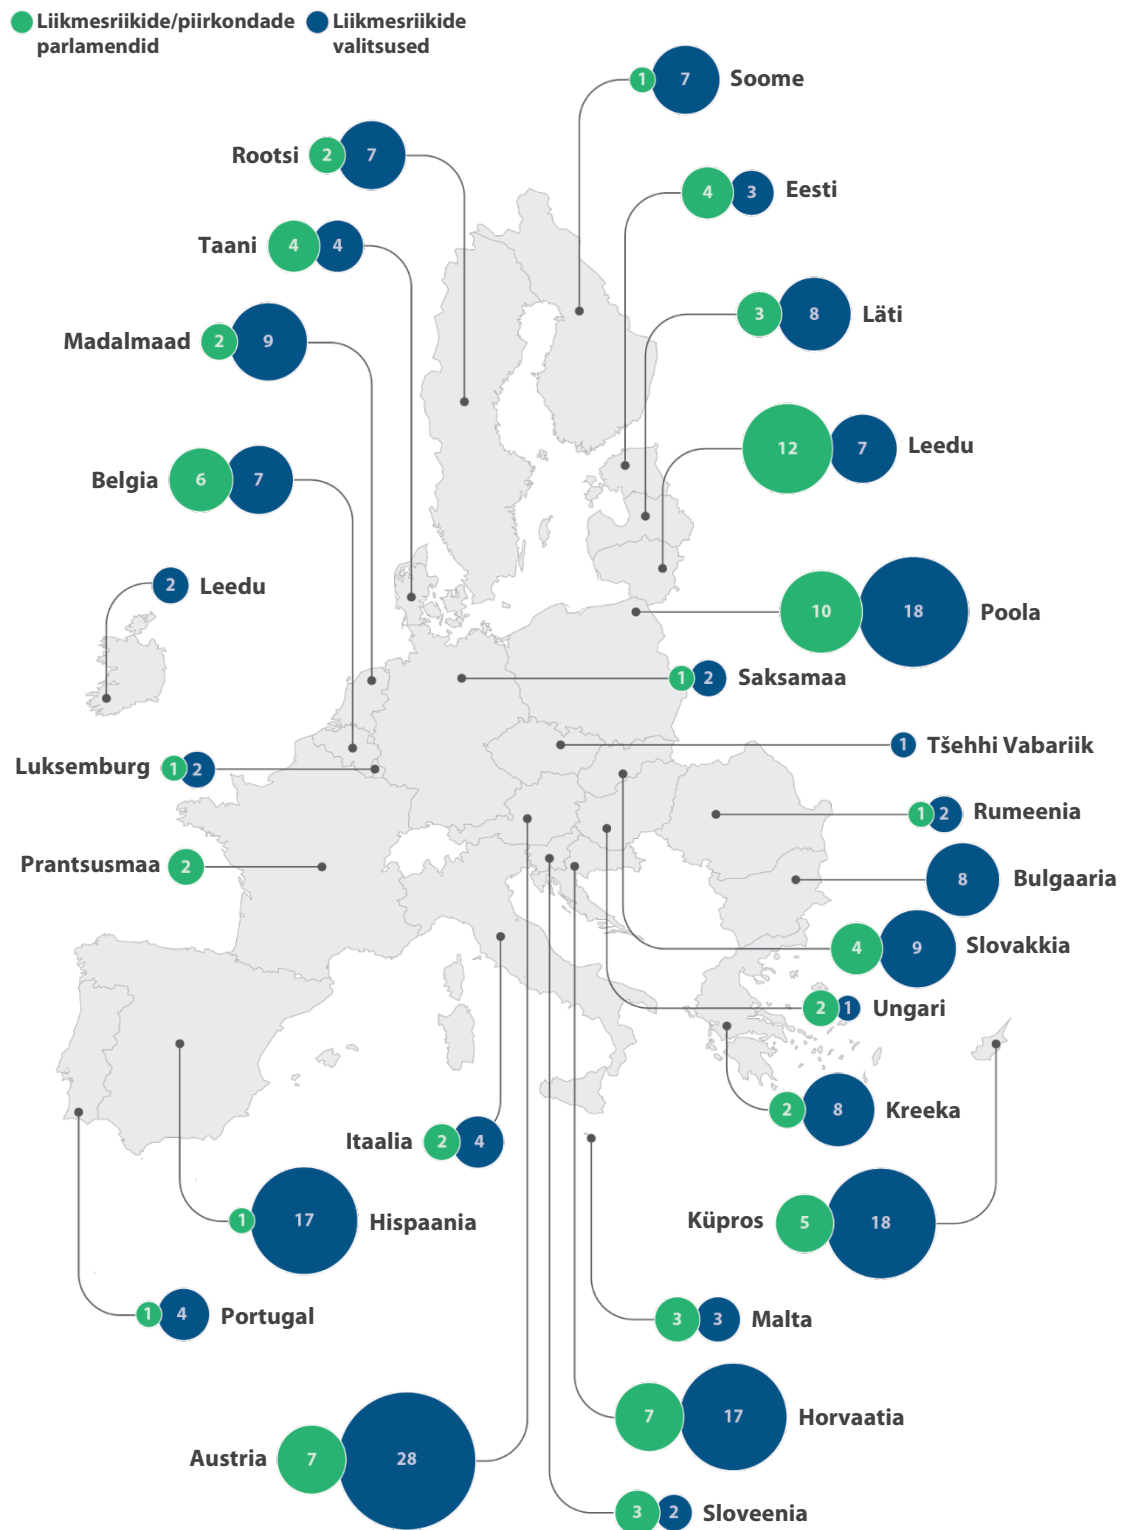 Liikmesriikide/piirkondade parlamendid
Liikmesriikide valitsused
1 7 Soome
Rootsi 2 7
4 3 Eesti
Taani 4 4
3 8 Läti
Madalmaad 2 9
12 7 Leedu
Belgia 6 7
2 Leedu
10 18 Poola
1 2 Saksamaa
1 Tšehhi Vabariik
Luksemburg 1 2
1 2 Rumeenia
Prantsusmaa 2
8 Bulgaaria
4 9 Slovakkia
2 1 Ungari
2 8 Kreeka
Itaalia 2 4
1 17 Hispaania
Küpros 5 18
1 4 Portugal
3 3 Malta
7 17 Horvaatia
Austria 7 28
3 2 Sloveenia